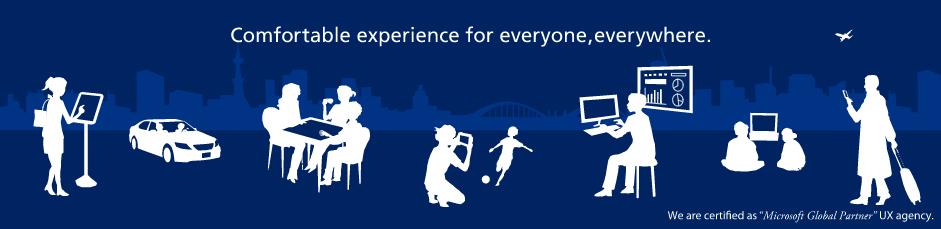 Comfortable experience for everyone,everywhere.
We are certified as "Microsoft Global Partner" UX agency.